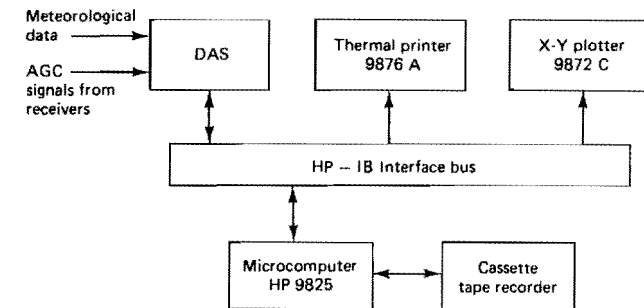 Meteorological
data
AGC
signals from
receivers
DAS
Thermal printer
9876 A
X-Y plotter
9872 C
HP – IB Interface bus
Microcomputer
HP 9825
Cassette
tape recorder